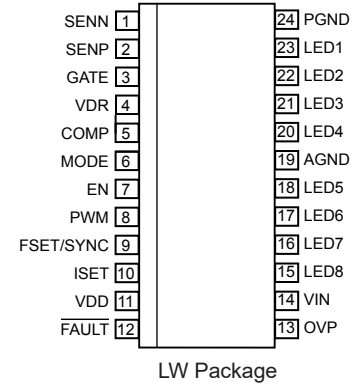 SENN 1 24 PGND
SENP 2 23 LED1
GATE 3 22 LED2
VDR 4 21 LED3
COMP 5 20 LED4
MODE 6 19 AGND
EN 7 18 LED5
PWM 8 17 LED6
FSET/SYNC 9 16 LED7
ISET 10 15 LED8
VDD 11 14 VIN
FAULT 12 13 OVP
LW Package